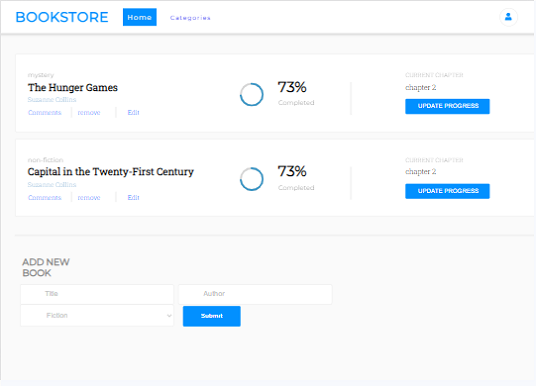 BOOKSTORE Home Categories
mystery
The Hunger Games
Suzanne Collins
Comments remove Edit
73%
Completed
CURRENT CHAPTER
chapter 2
UPDATE PROGRESS
non-fiction
Capital in the Twenty-First Century
Suzanne Collins
Comments remove Edit
73%
Completed
CURRENT CHAPTER
chapter 2
UPDATE PROGRESS
ADD NEW
BOOK
Title Author
Fiction Submit